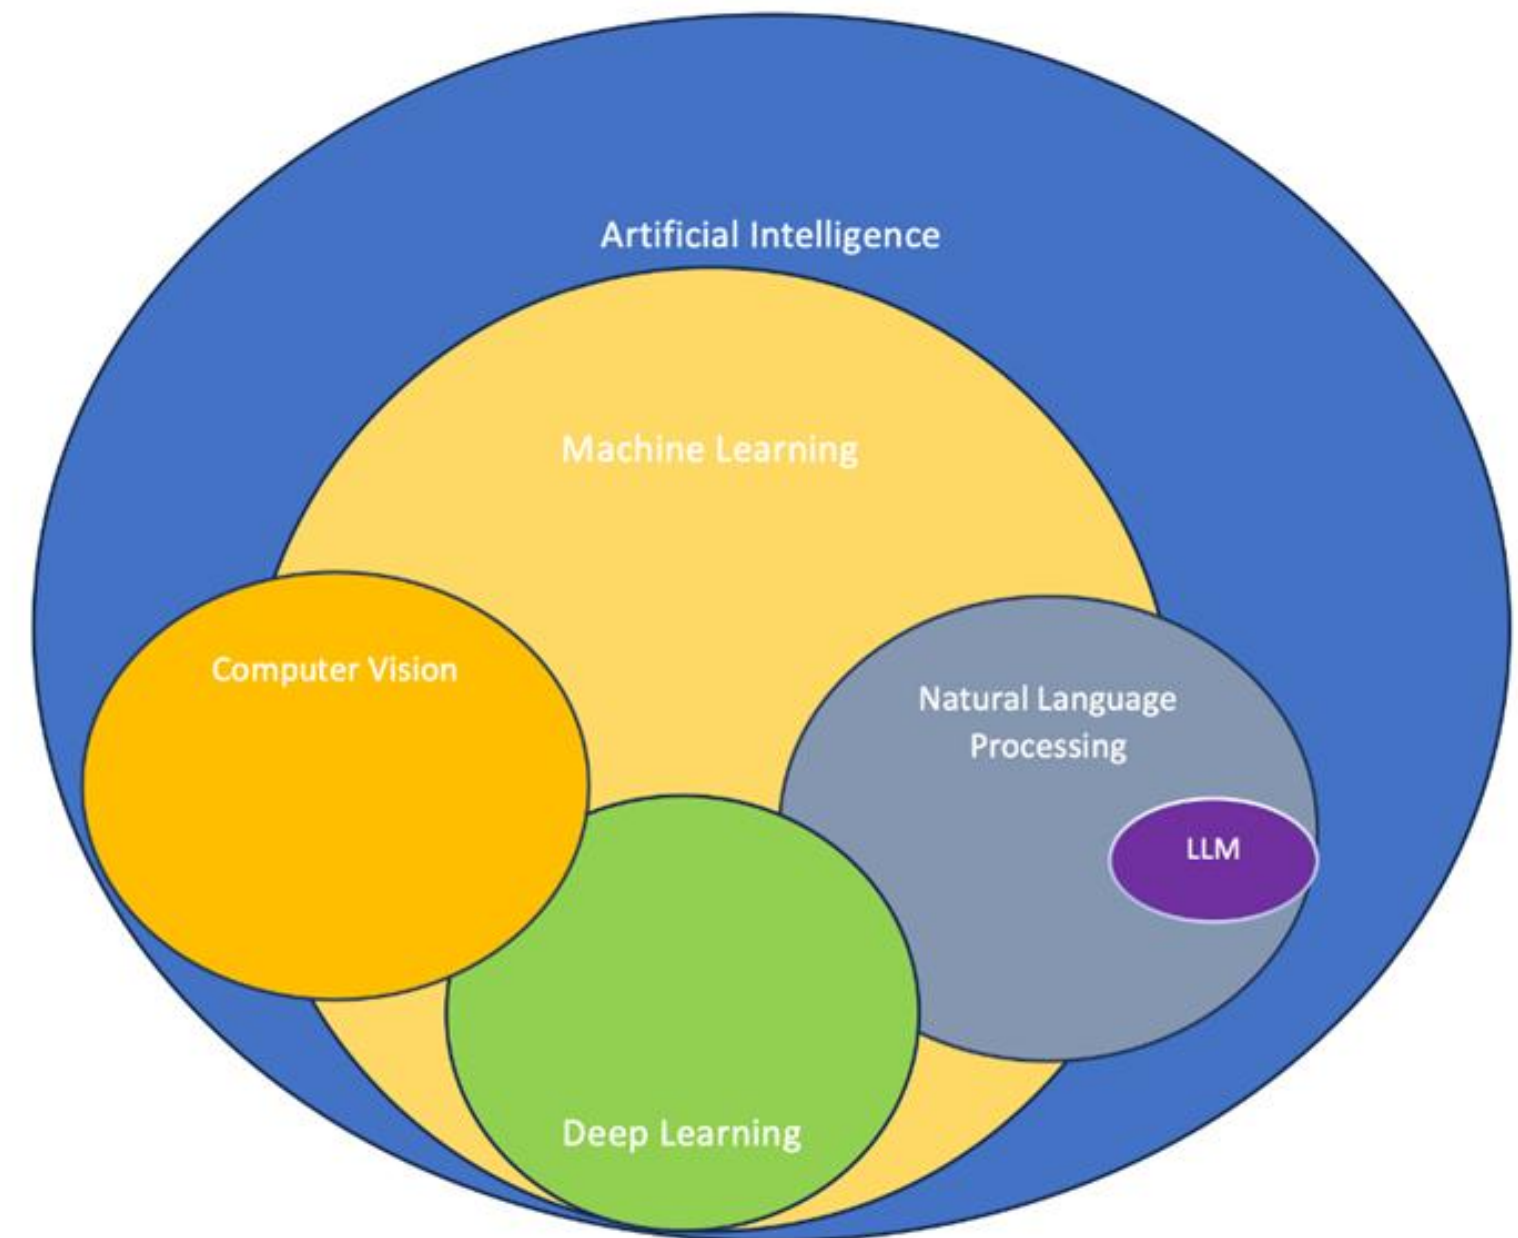 Artificial Intelligence
Machine Learning
Computer Vision
Natural Language
Processing
LLM
Deep Learning